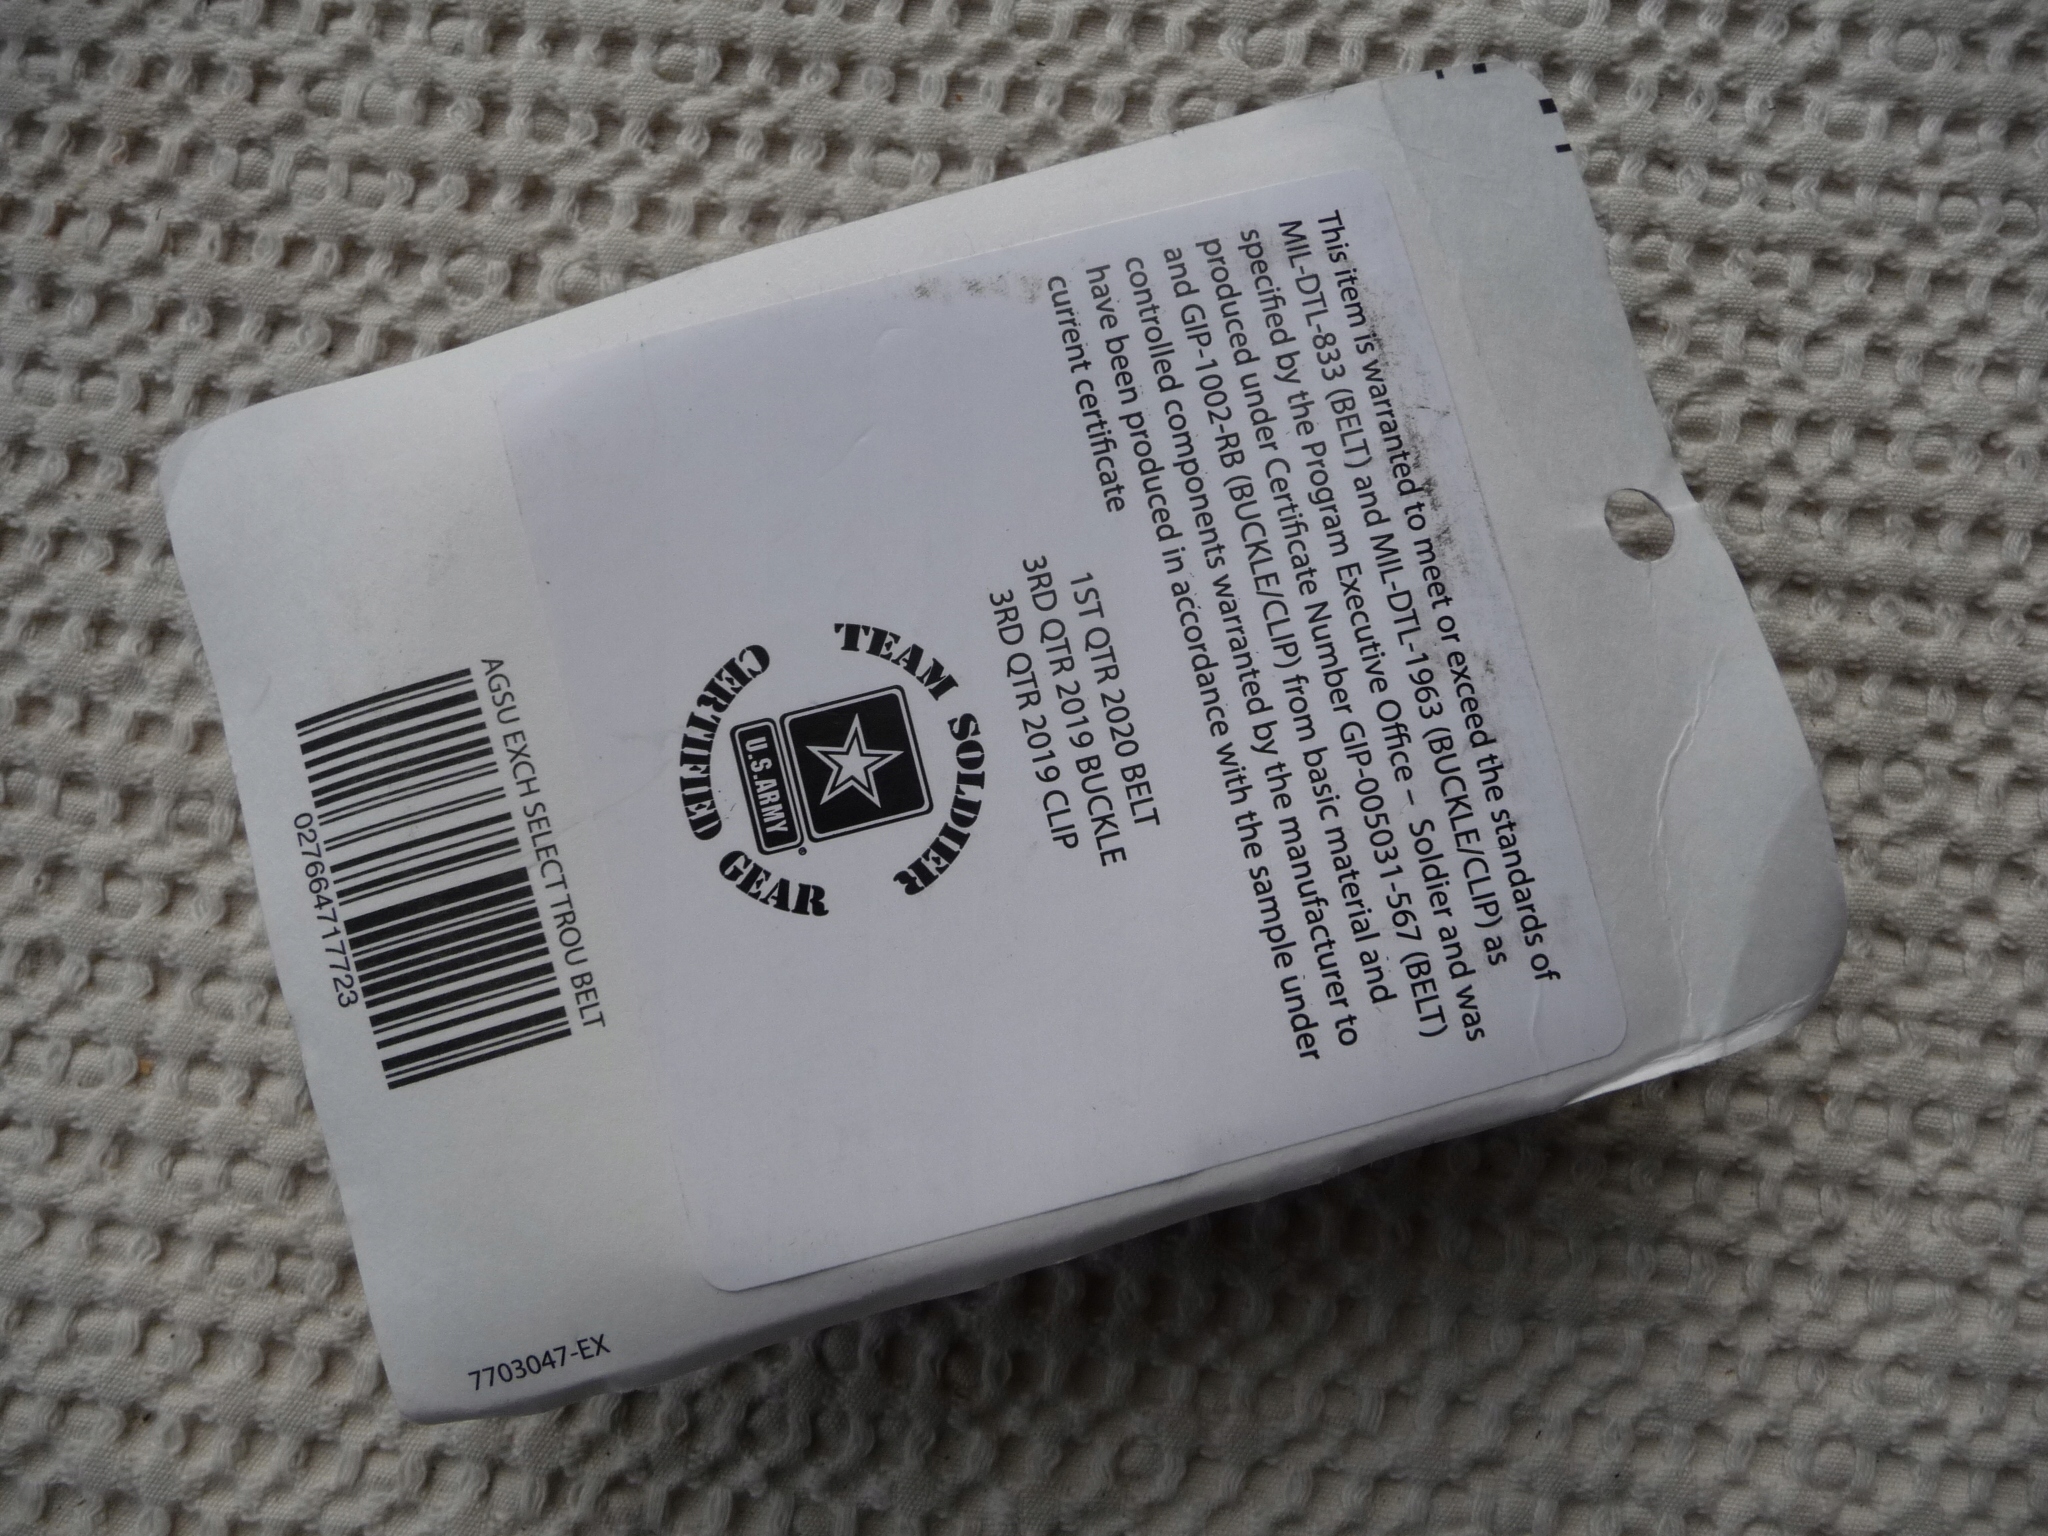 This item is warranted to meet or exceed the standards of
MIL-DTL-833 (BELT) and MIL-DTL-1963 (BUCKLE/CLIP) as
specified by the Program Executive Office – Soldier and was
produced under Certificate Number GIP-005031-567 (BELT)
and GIP-1002-RB (BUCKLE/CLIP) from basic material and
controlled components warranted by the manufacturer to
have been produced in accordance with the sample under
current certificate
1ST QTR 2020 BELT
3RD QTR 2019 BUCKLE
3RD QTR 2019 CLIP
TEAM SOLDIER
U.S.ARMY®
CERTIFIED GEAR
AGSU EXCH SELECT TROU BELT
027664717723
7703047-EX